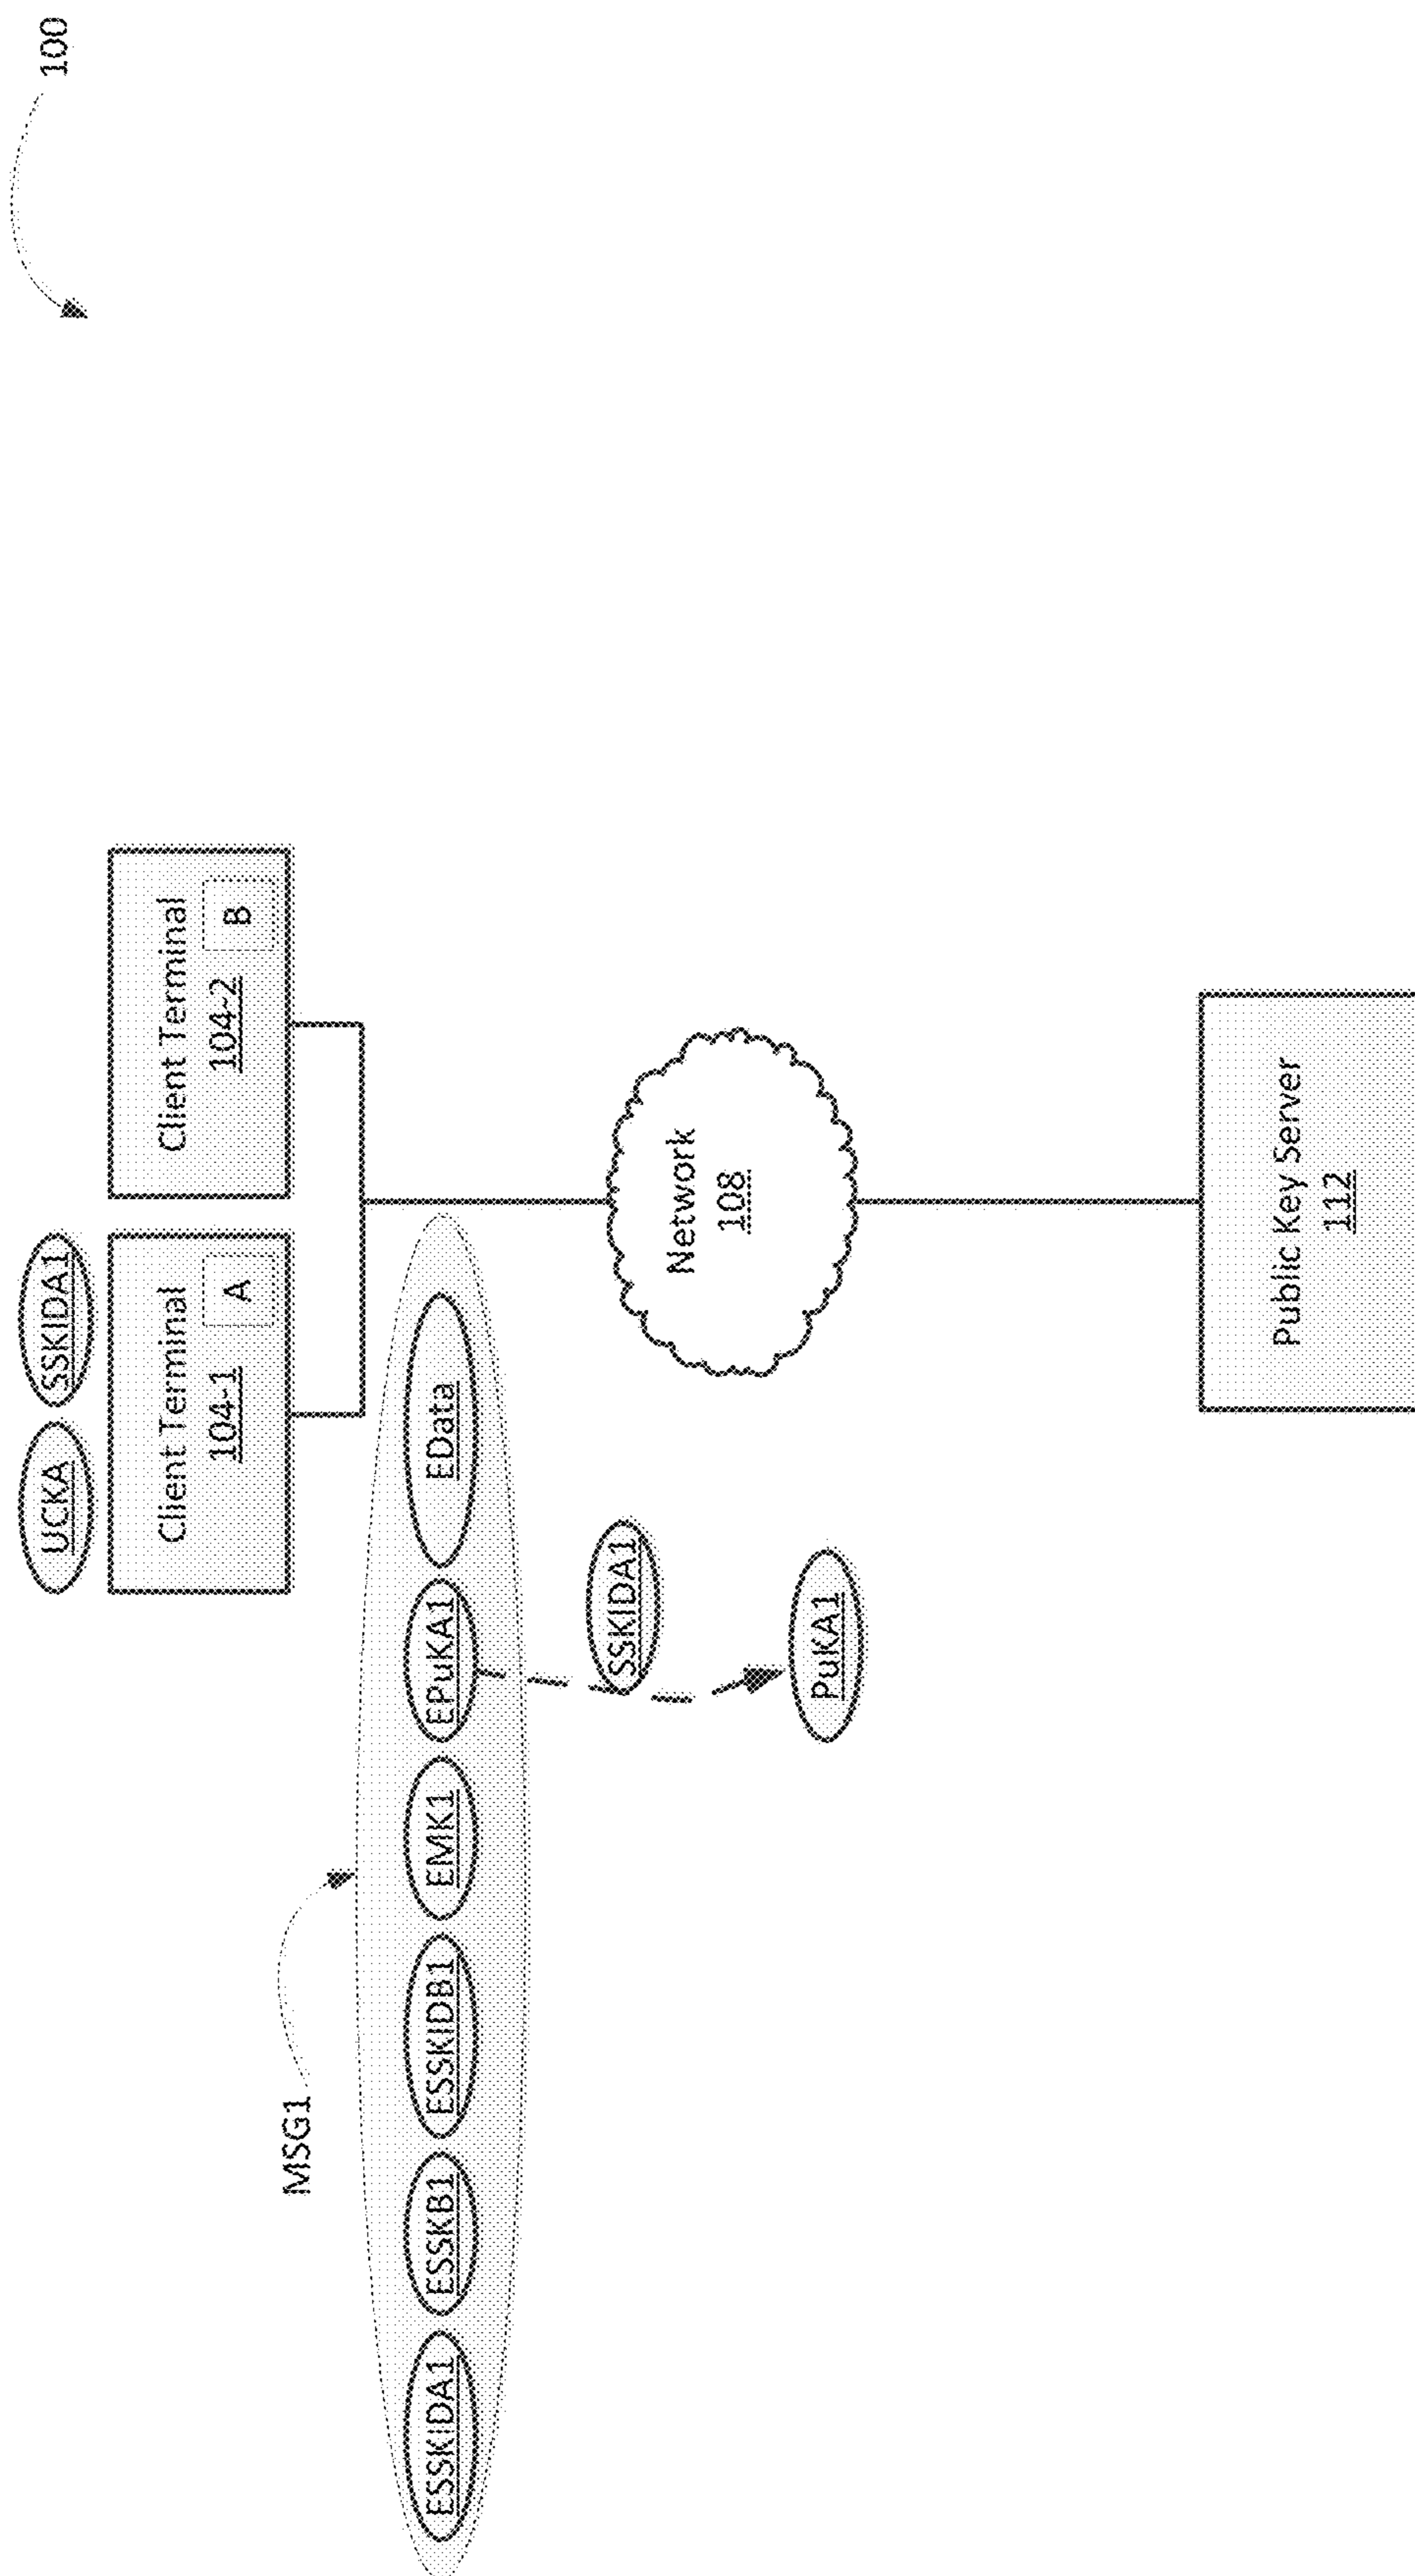 100
UCKA
SSKIDA1
Client Terminal
104-1
A
Client Terminal
104-2
B
MSG1
ESSKIDA1
ESSKB1
ESSKIDB1
EMK1
EPuKA1
EData
SSKIDA1
Network
108
PuKA1
Public Key Server
112